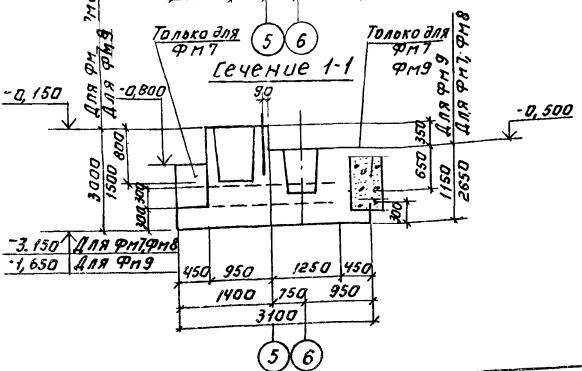 5 6
Только для
Фм7
Только для
Фм7
Фм9
Сечение 1-1
90
-0,150
-0,800
-0,500
Для Фм
Для Фм9
Для Фм9
Для Фм7, Фм8
3000
1500
800
300
300
350
650
1150
2650
300
-3.150 Для Фм7,Фм8
-1,650 Для Фм9
450 950 1250 450
1400 750 950
3100
5 6